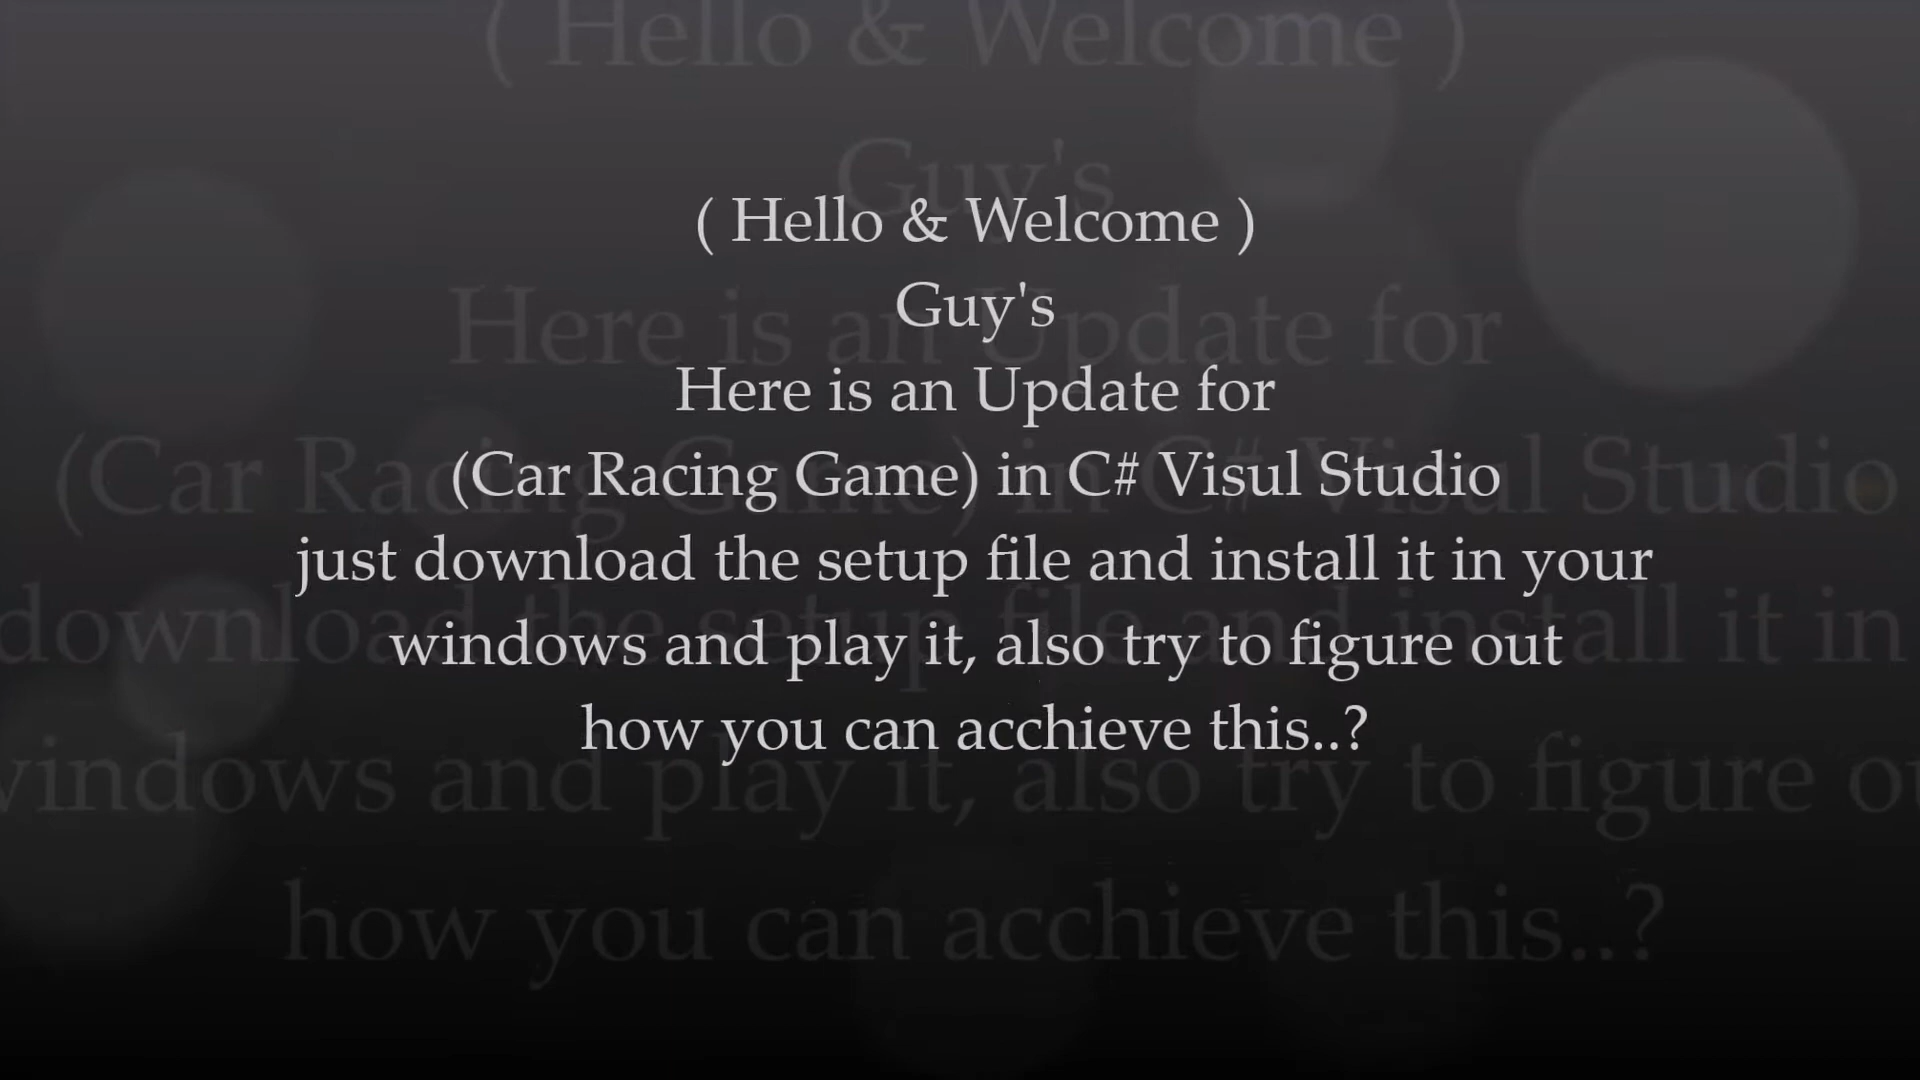 ( Hello & Welcome )
Guy's
Here is an Update for
(Car Racing Game) in C# Visul Studio
just download the setup file and install it in your
windows and play it, also try to figure out
how you can acchieve this..?